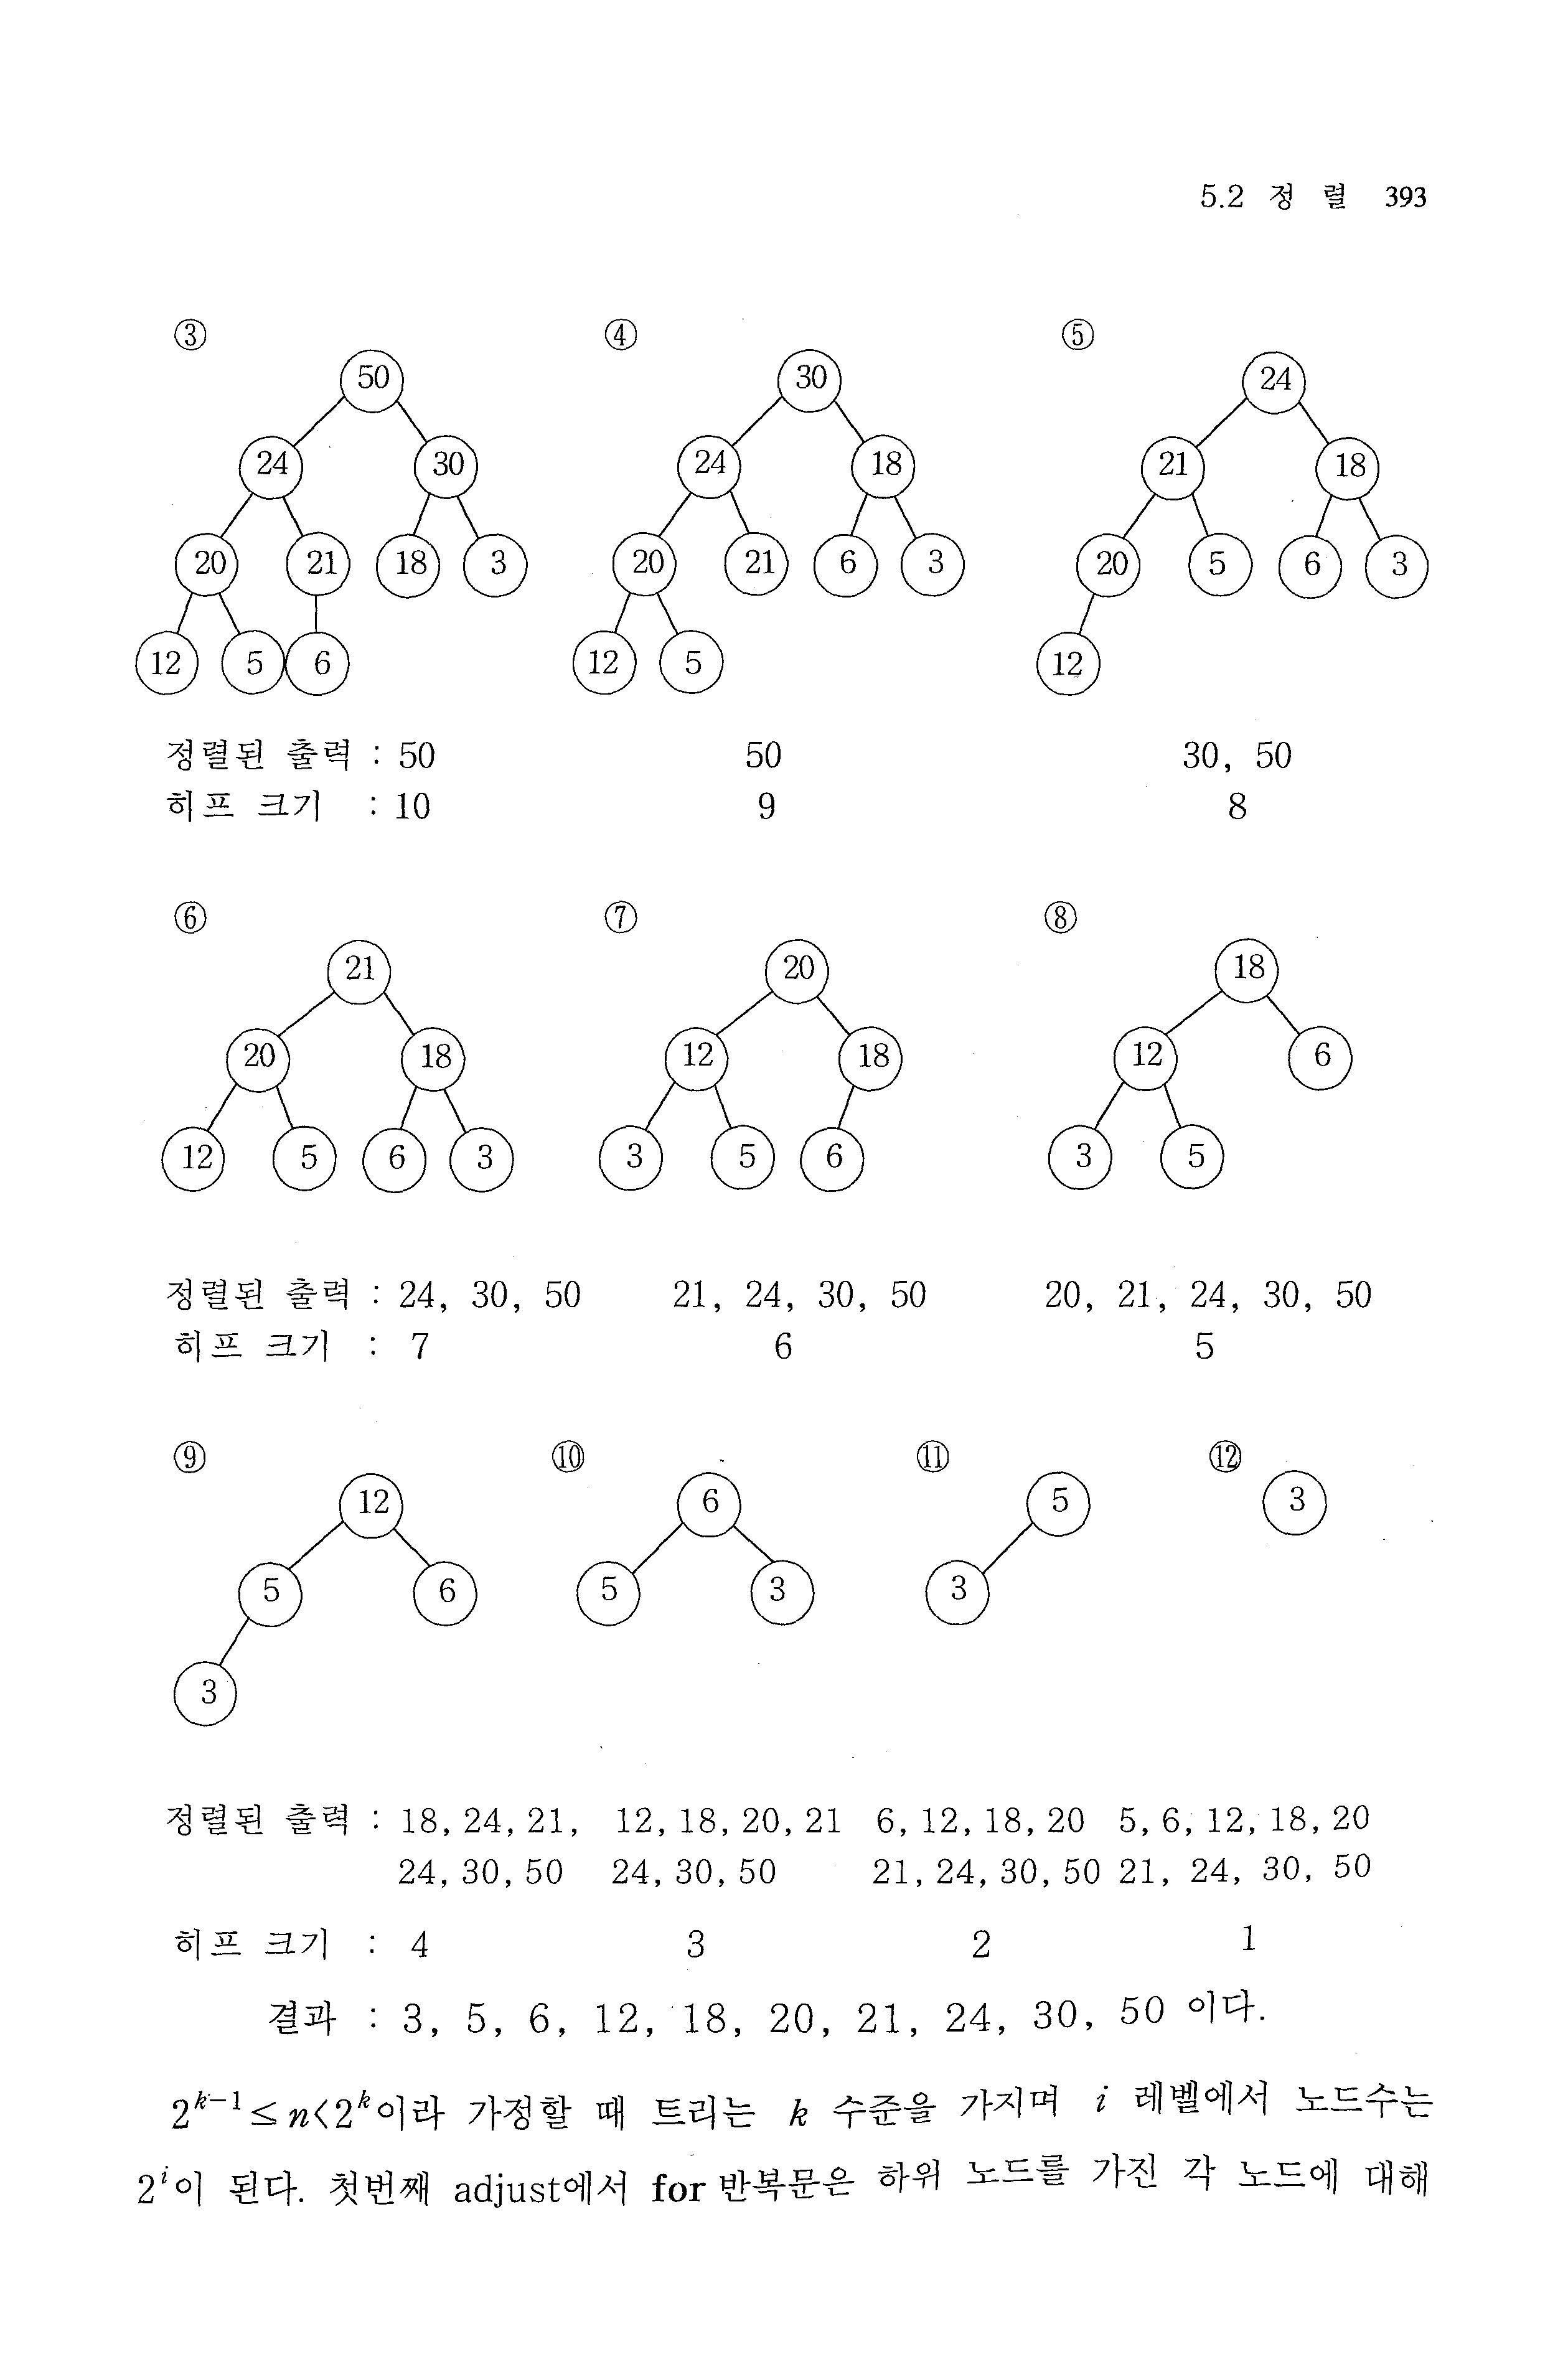 5.2 정 렬 393
③ ④ ⑤
50 30 24
24 30 24 18 21 18
20 21 18 3 20 21 6 3 20 5 6 3
12 5 6 12 5 12
정렬된 출력 : 50 50 30, 50
히프 크기 : 10 9 8
⑥ ⑦ ⑧
21 20 18
20 18 12 18 12 6
12 5 6 3 3 5 6 3 5
정렬된 출력 : 24, 30, 50 21, 24, 30, 50 20, 21, 24, 30, 50
히프 크기 : 7 6 5
⑨ ⑩ ⑪ ⑫
12 6 5 3
5 6 5 3 3
3
정렬된 출력 : 18, 24, 21, 12, 18, 20, 21 6, 12, 18, 20 5, 6, 12, 18, 20
24, 30, 50 24, 30, 50 21, 24, 30, 50 21, 24, 30, 50
히프 크기 : 4 3 2 1
결과 : 3, 5, 6, 12, 18, 20, 21, 24, 30, 50 이다.
2ᵏ⁻¹≤n<2ᵏ이라 가정할 때 트리는 k 수준을 가지며 i 레벨에서 노드수는
2ⁱ이 된다. 첫번째 adjust에서 for 반복문은 하위 노드를 가진 각 노드에 대해